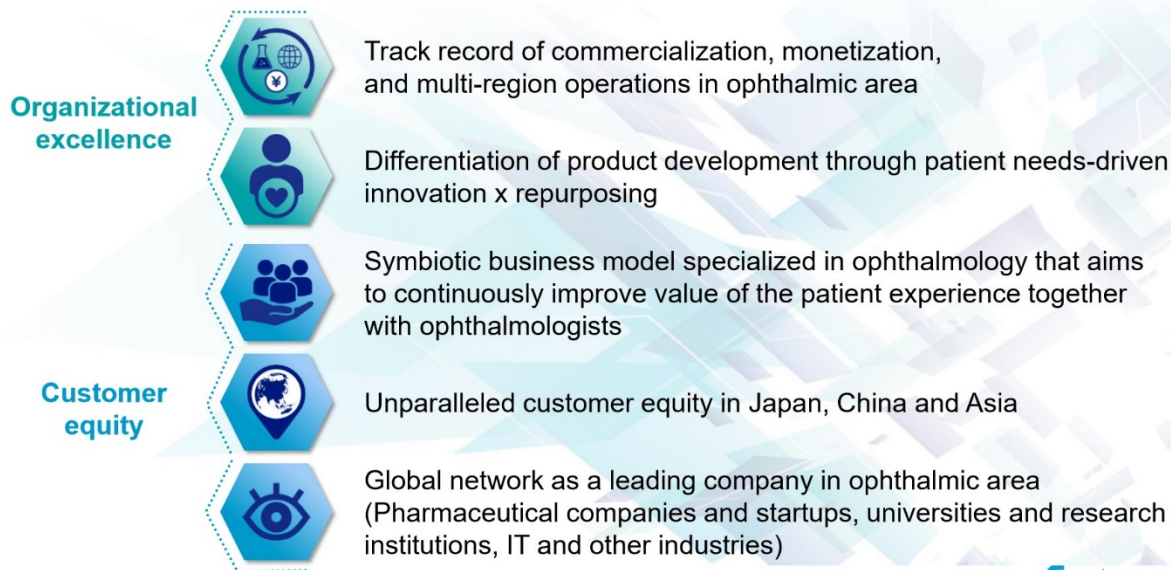 Organizational
excellence
Track record of commercialization, monetization,
and multi-region operations in ophthalmic area
Differentiation of product development through patient needs-driven
innovation x repurposing
Customer
equity
Symbiotic business model specialized in ophthalmology that aims
to continuously improve value of the patient experience together
with ophthalmologists
Unparalleled customer equity in Japan, China and Asia
Global network as a leading company in ophthalmic area
(Pharmaceutical companies and startups, universities and research
institutions, IT and other industries)
¥